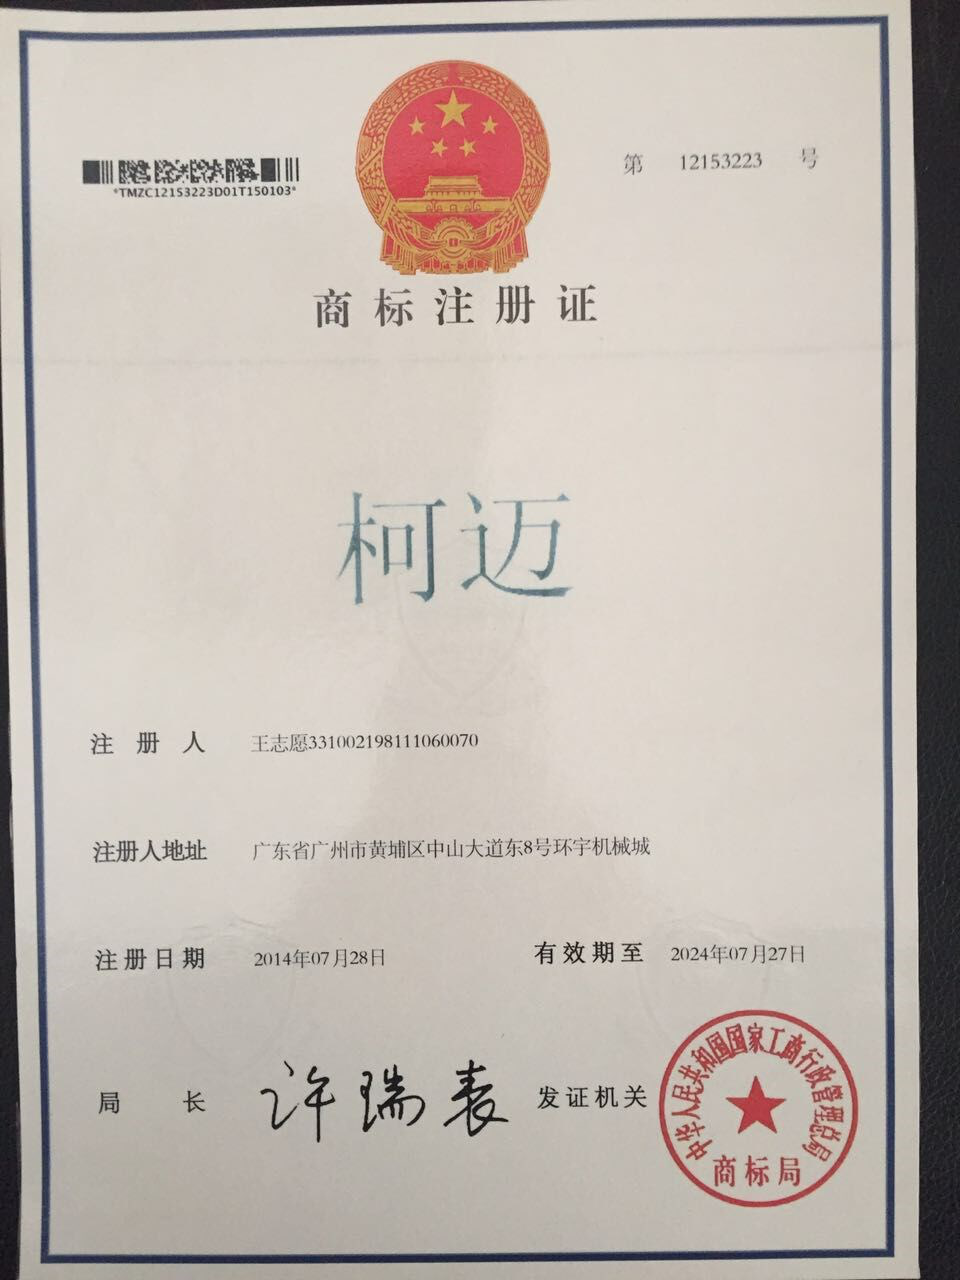 第 12153223 号
*TMZC12153223D01T150103*
商标注册证
柯迈
注册人 王志愿331002198111060070
注册人地址 广东省广州市黄埔区中山大道东8号环宇机械城
注册日期 2014年07月28日 有效期至 2024年07月27日
局长 许瑞表 发证机关
中华人民共和国国家工商行政管理总局
商标局